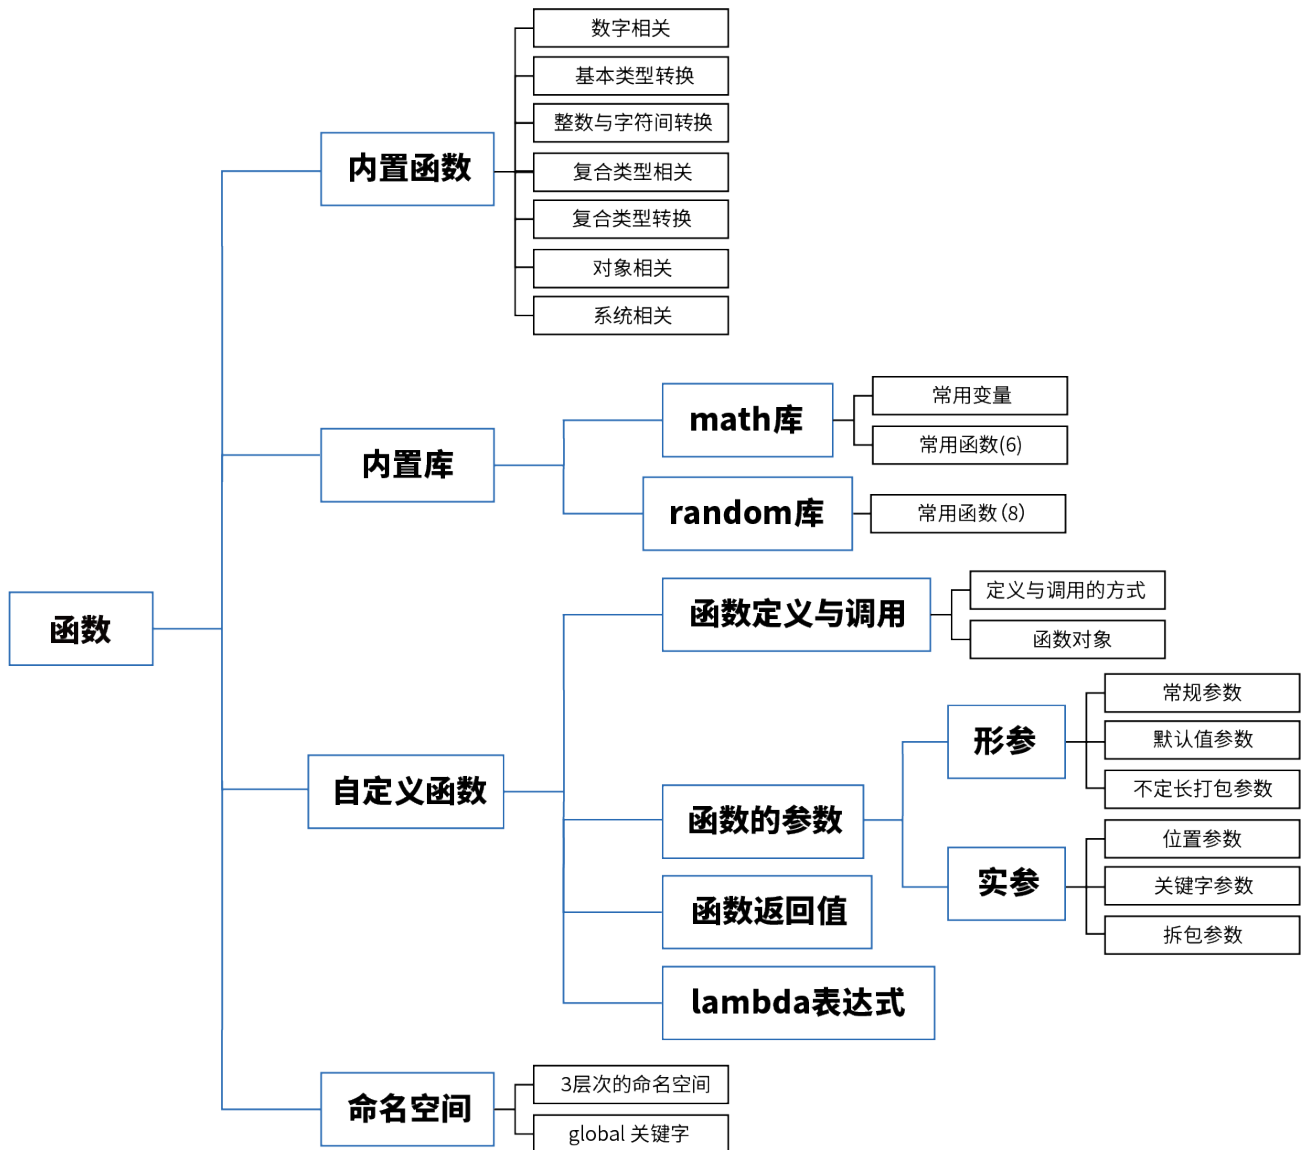 函数
内置函数
数字相关
基本类型转换
整数与字符间转换
复合类型相关
复合类型转换
对象相关
系统相关
内置库
math库
常用变量
常用函数(6)
random库
常用函数(8)
自定义函数
函数定义与调用
定义与调用的方式
函数对象
函数的参数
形参
常规参数
默认值参数
不定长打包参数
实参
位置参数
关键字参数
拆包参数
函数返回值
lambda表达式
命名空间
3层次的命名空间
global 关键字